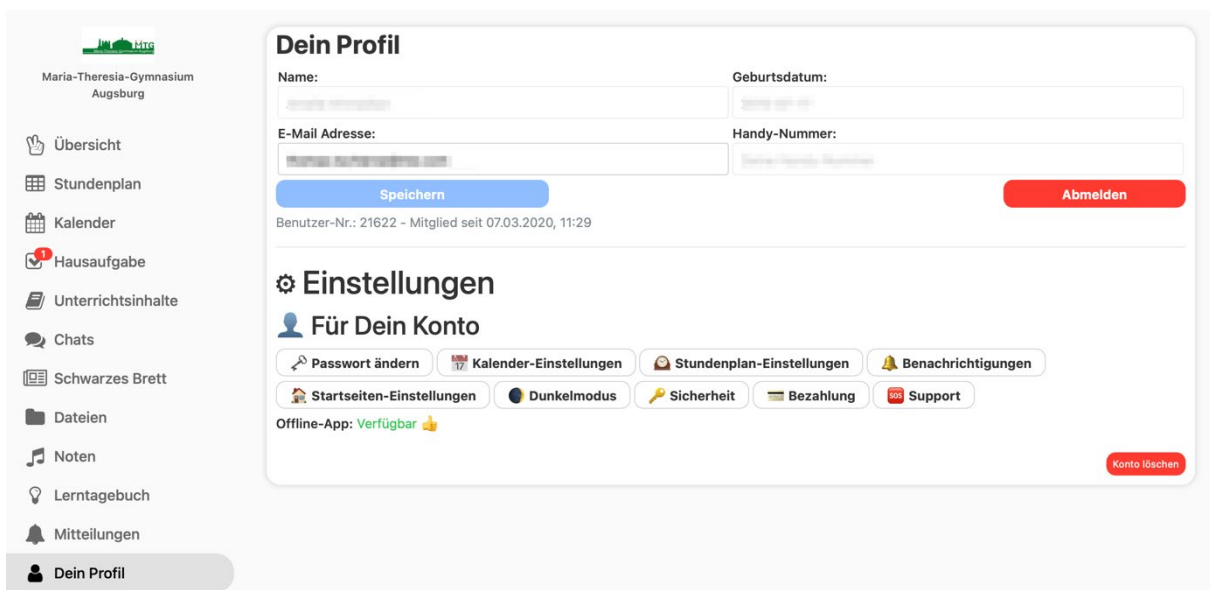 MTG
Maria-Theresia-Gymnasium
Augsburg
Übersicht
Stundenplan
Kalender
1
Hausaufgabe
Unterrichtsinhalte
Chats
Schwarzes Brett
Dateien
Noten
Lerntagebuch
Mitteilungen
Dein Profil
Dein Profil
Name:
Geburtsdatum:
E-Mail Adresse:
Handy-Nummer:
Speichern
Abmelden
Benutzer-Nr.: 21622 - Mitglied seit 07.03.2020, 11:29
Einstellungen
Für Dein Konto
Passwort ändern
17 Kalender-Einstellungen
Stundenplan-Einstellungen
Benachrichtigungen
Startseiten-Einstellungen
Dunkelmodus
Sicherheit
Bezahlung
SOS Support
Offline-App: Verfügbar
Konto löschen